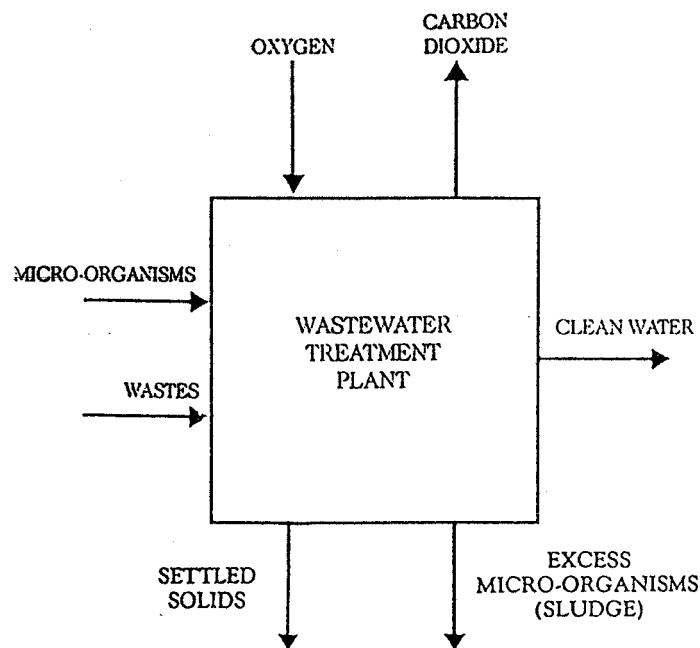 OXYGEN
CARBON
DIOXIDE
MICRO-ORGANISMS
WASTES
WASTEWATER
TREATMENT
PLANT
CLEAN WATER
SETTLED
SOLIDS
EXCESS
MICRO-ORGANISMS
(SLUDGE)